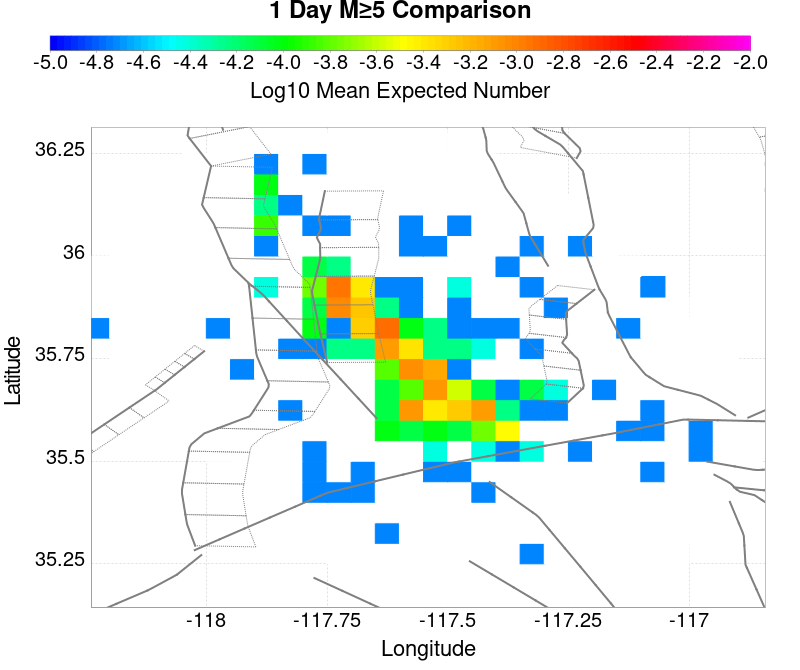 1 Day M≥5 Comparison
-5.0 -4.8 -4.6 -4.4 -4.2 -4.0 -3.8 -3.6 -3.4 -3.2 -3.0 -2.8 -2.6 -2.4 -2.2 -2.0
Log10 Mean Expected Number
36.25
36
35.75
35.5
35.25
Latitude
-118 -117.75 -117.5 -117.25 -117
Longitude